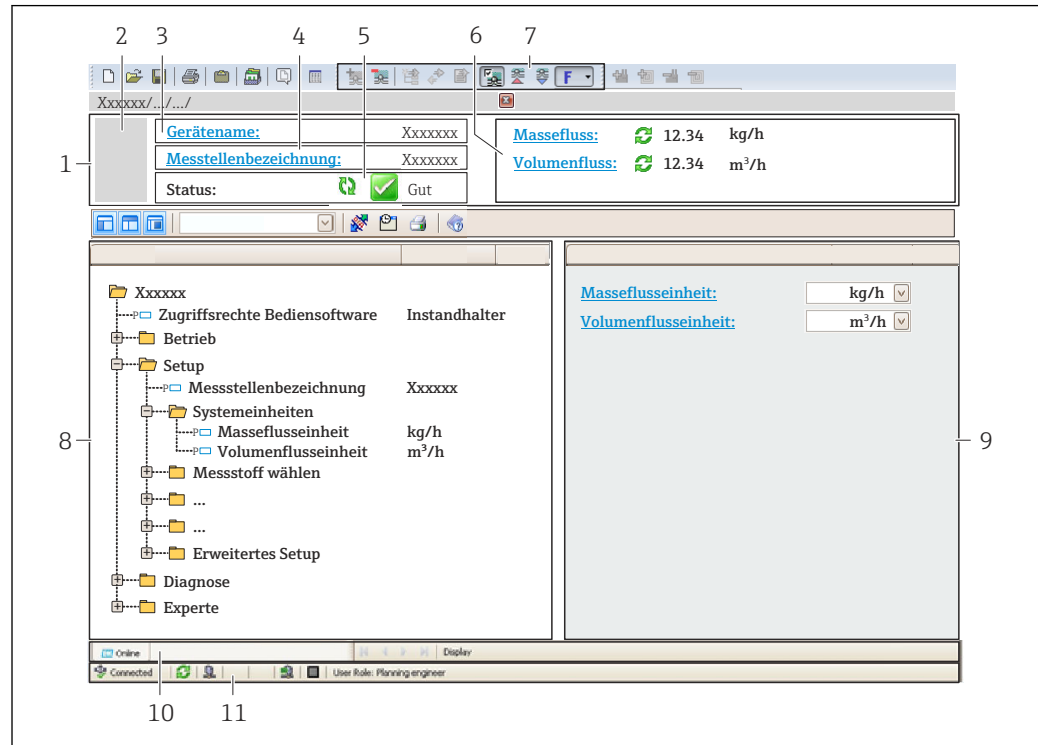 2 3 4 5 6 7
F
Xxxxxx/.../.../
1
Gerätename: Xxxxxxx
Messtellenbezeichnung: Xxxxxxx
Status: Gut
Massefluss: 12.34 kg/h
Volumenfluss: 12.34 m³/h
Xxxxxx
Zugriffsrechte Bediensoftware Instandhalter
Betrieb
Setup
Messstellenbezeichnung Xxxxxx
Systemeinheiten
Masseflusseinheit kg/h
Volumenflusseinheit m³/h
Messstoff wählen
...
...
Erweitertes Setup
Diagnose
Experte
8
Masseflusseinheit: kg/h
Volumenflusseinheit: m³/h
9
Online Display
Connected User Role: Planning engineer
10 11